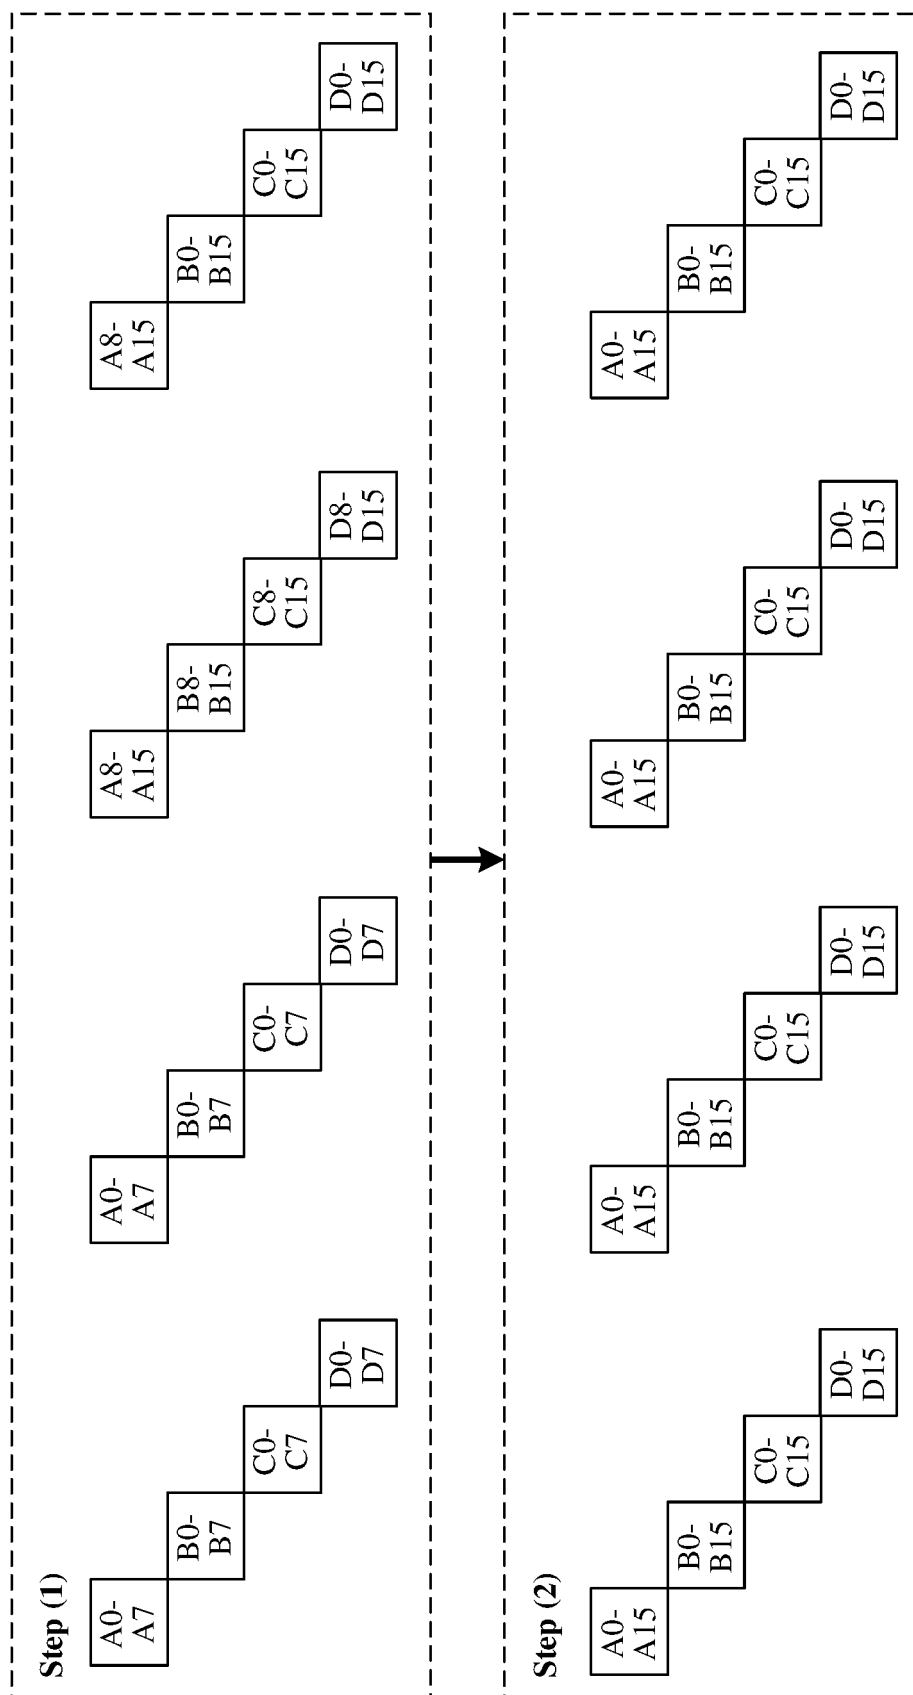 Step (1)
A0-
A7
B0-
B7
C0-
C7
D0-
D7
A0-
A7
B0-
B7
C0-
C7
D0-
D7
A8-
A15
B8-
B15
C8-
C15
D8-
D15
A8-
A15
B0-
B15
C0-
C15
D0-
D15
Step (2)
A0-
A15
B0-
B15
C0-
C15
D0-
D15
A0-
A15
B0-
B15
C0-
C15
D0-
D15
A0-
A15
B0-
B15
C0-
C15
D0-
D15
A0-
A15
B0-
B15
C0-
C15
D0-
D15